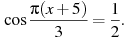 cos π(x + 5)/3 = 1/2.